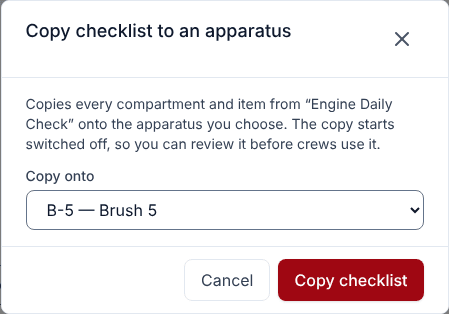 Copy checklist to an apparatus
Copies every compartment and item from “Engine Daily
Check” onto the apparatus you choose. The copy starts
switched off, so you can review it before crews use it.
Copy onto
B-5 — Brush 5
Cancel
Copy checklist